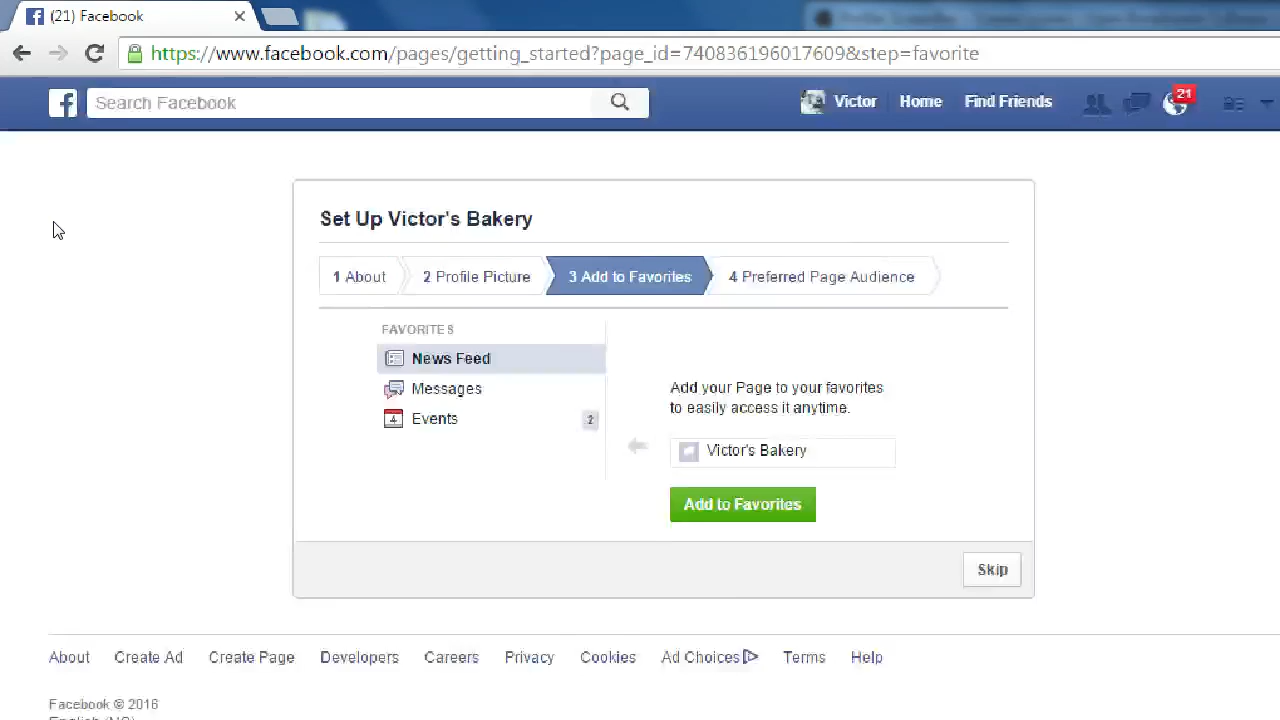 (21) Facebook
https://www.facebook.com/pages/getting_started?page_id=740836196017609&step=favorite
Search Facebook
Victor
Home
Find Friends
21
Set Up Victor's Bakery
1 About
2 Profile Picture
3 Add to Favorites
4 Preferred Page Audience
FAVORITES
News Feed
Messages
4 Events 2
Add your Page to your favorites
to easily access it anytime.
Victor's Bakery
Add to Favorites
Skip
About Create Ad Create Page Developers Careers Privacy Cookies Ad Choices Terms Help
Facebook © 2016